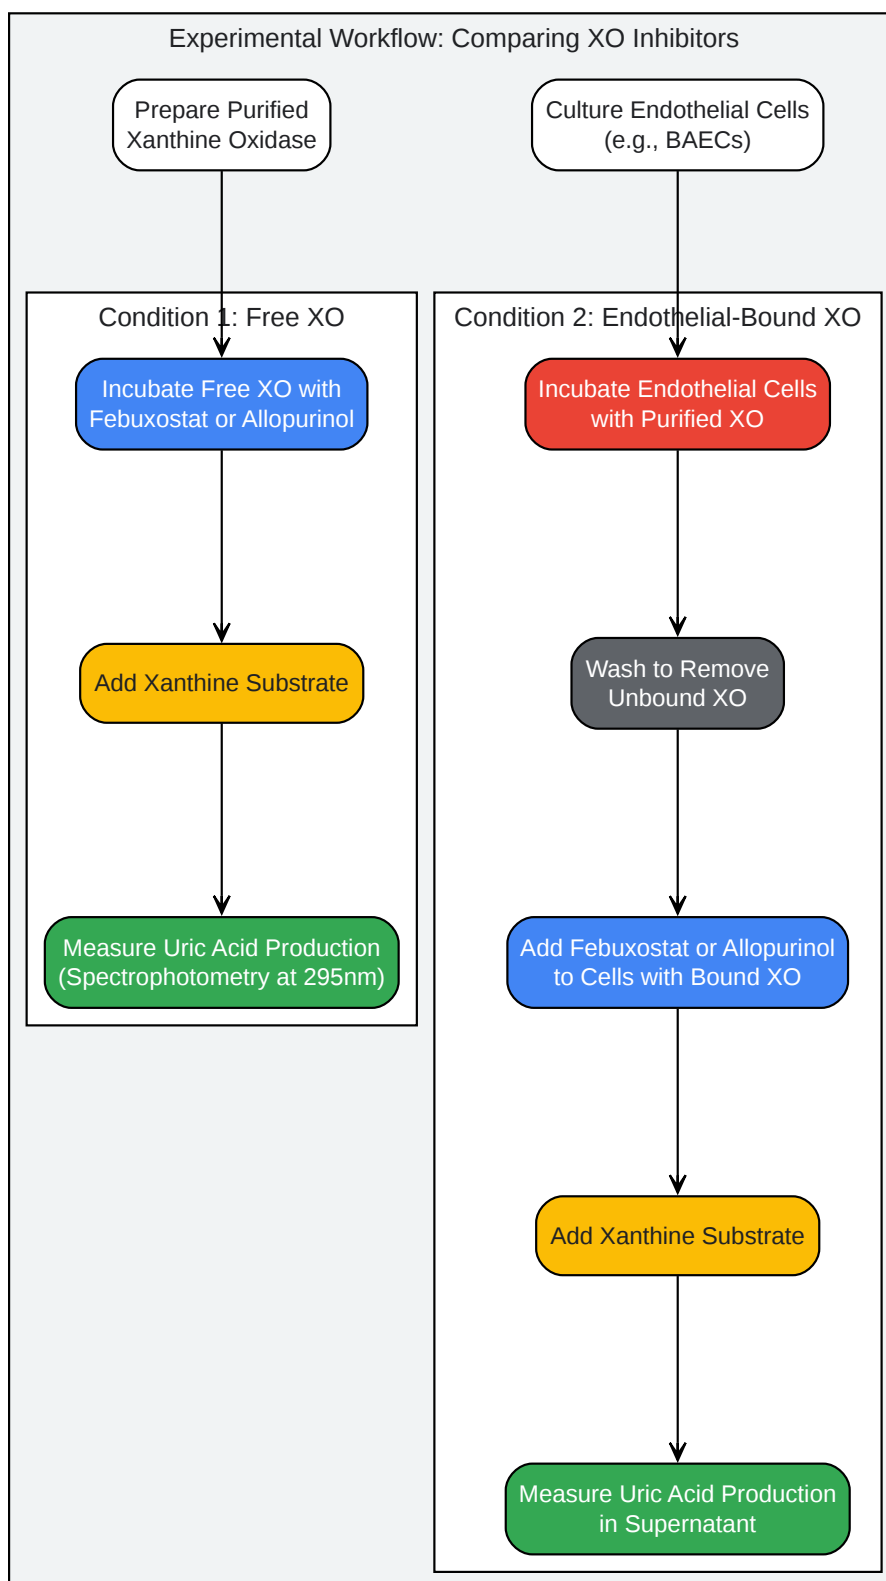 Experimental Workflow: Comparing XO Inhibitors
Prepare Purified
Xanthine Oxidase
Culture Endothelial Cells
(e.g., BAECs)
Condition 1: Free XO
Incubate Free XO with
Febuxostat or Allopurinol
Add Xanthine Substrate
Measure Uric Acid Production
(Spectrophotometry at 295nm)
Condition 2: Endothelial-Bound XO
Incubate Endothelial Cells
with Purified XO
Wash to Remove
Unbound XO
Add Febuxostat or Allopurinol
to Cells with Bound XO
Add Xanthine Substrate
Measure Uric Acid Production
in Supernatant